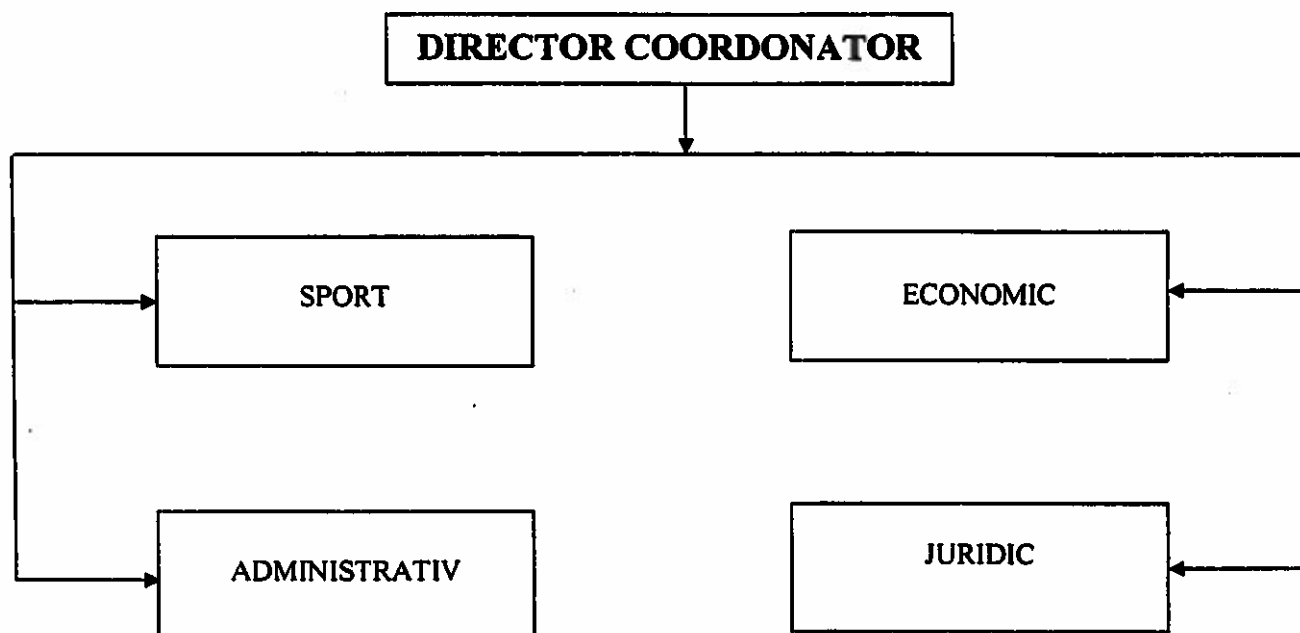 DIRECTOR COORDONATOR
SPORT
ECONOMIC
ADMINISTRATIV
JURIDIC